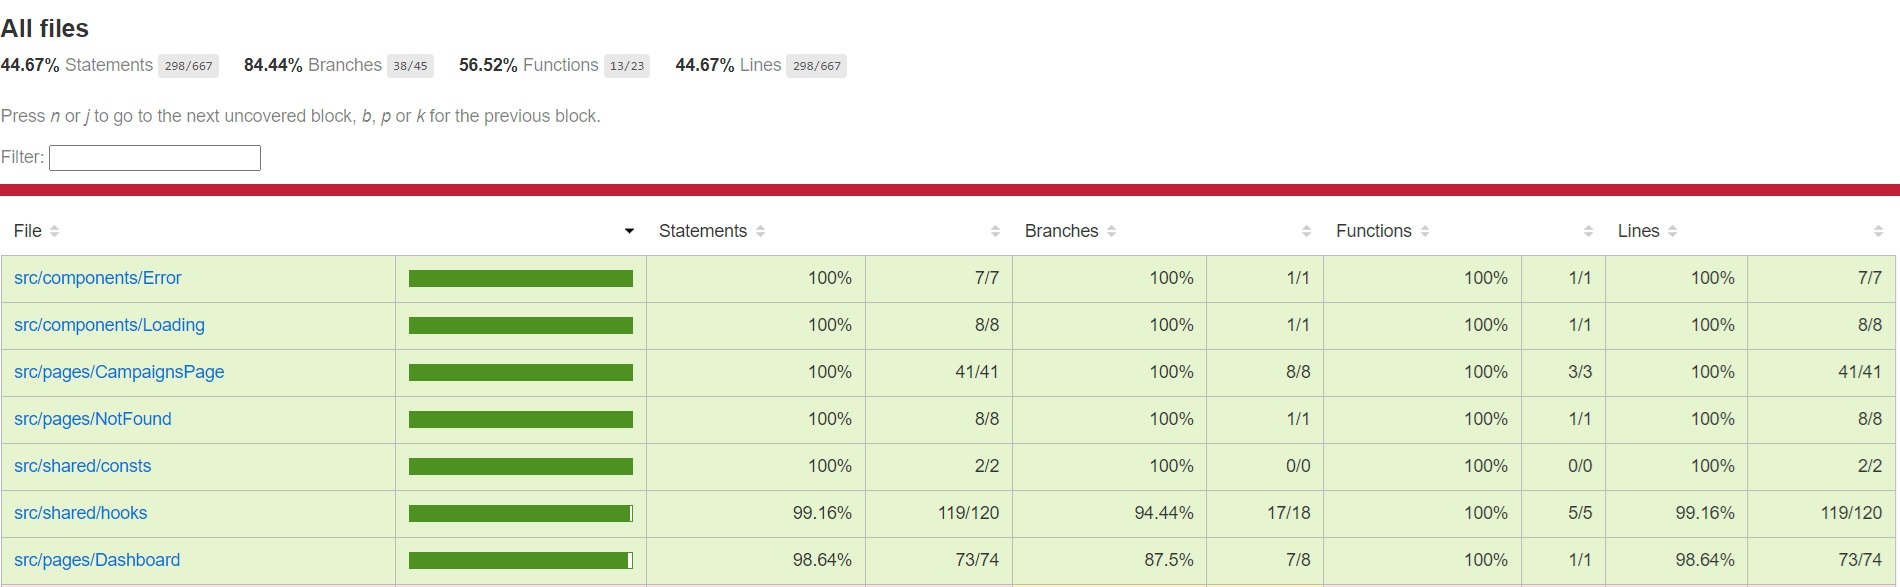 All files
44.67% Statements 298/667 84.44% Branches 38/45 56.52% Functions 13/23 44.67% Lines 298/667
Press n or j to go to the next uncovered block, b, p or k for the previous block.
Filter:
File Statements Branches Functions Lines
src/components/Error 100% 7/7 100% 1/1 100% 1/1 100% 7/7
src/components/Loading 100% 8/8 100% 1/1 100% 1/1 100% 8/8
src/pages/CampaignsPage 100% 41/41 100% 8/8 100% 3/3 100% 41/41
src/pages/NotFound 100% 8/8 100% 1/1 100% 1/1 100% 8/8
src/shared/consts 100% 2/2 100% 0/0 100% 0/0 100% 2/2
src/shared/hooks 99.16% 119/120 94.44% 17/18 100% 5/5 99.16% 119/120
src/pages/Dashboard 98.64% 73/74 87.5% 7/8 100% 1/1 98.64% 73/74